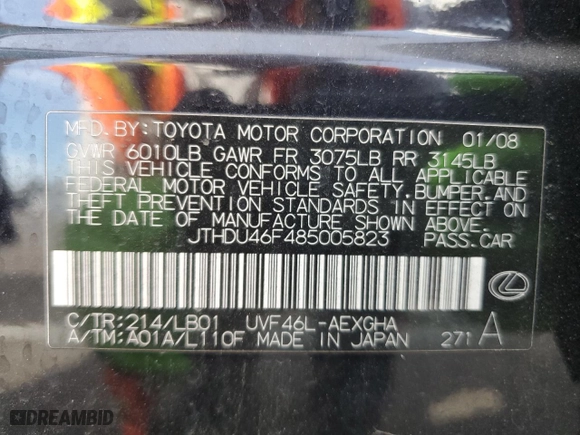 MFD. BY: TOYOTA MOTOR CORPORATION 01/08
GVWR 6010LB GAWR FR 3075LB RR 3145LB
THIS VEHICLE CONFORMS TO ALL APPLICABLE
FEDERAL MOTOR VEHICLE SAFETY, BUMPER, AND
THEFT PREVENTION STANDARDS IN EFFECT ON
THE DATE OF MANUFACTURE SHOWN ABOVE.
JTHDU46F485005823 PASS.CAR
C/TR:214/LB01 UVF46L-AEXGHA
A/TM:A01A/L110F MADE IN JAPAN 271 A
DREAMBID